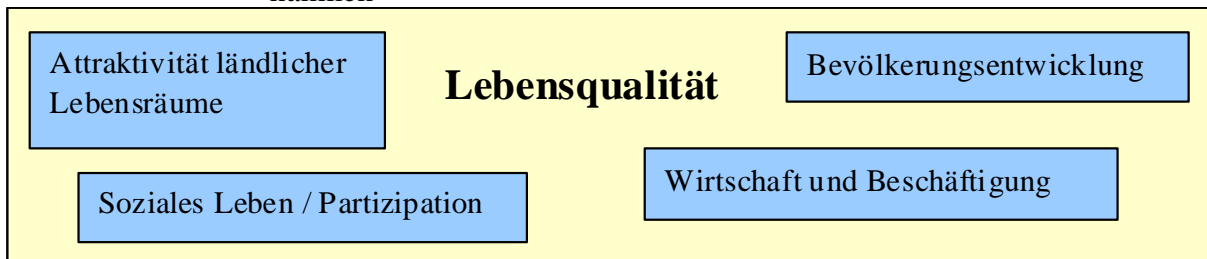 Attraktivität ländlicher
Lebensräume
Lebensqualität
Bevölkerungsentwicklung
Soziales Leben / Partizipation
Wirtschaft und Beschäftigung